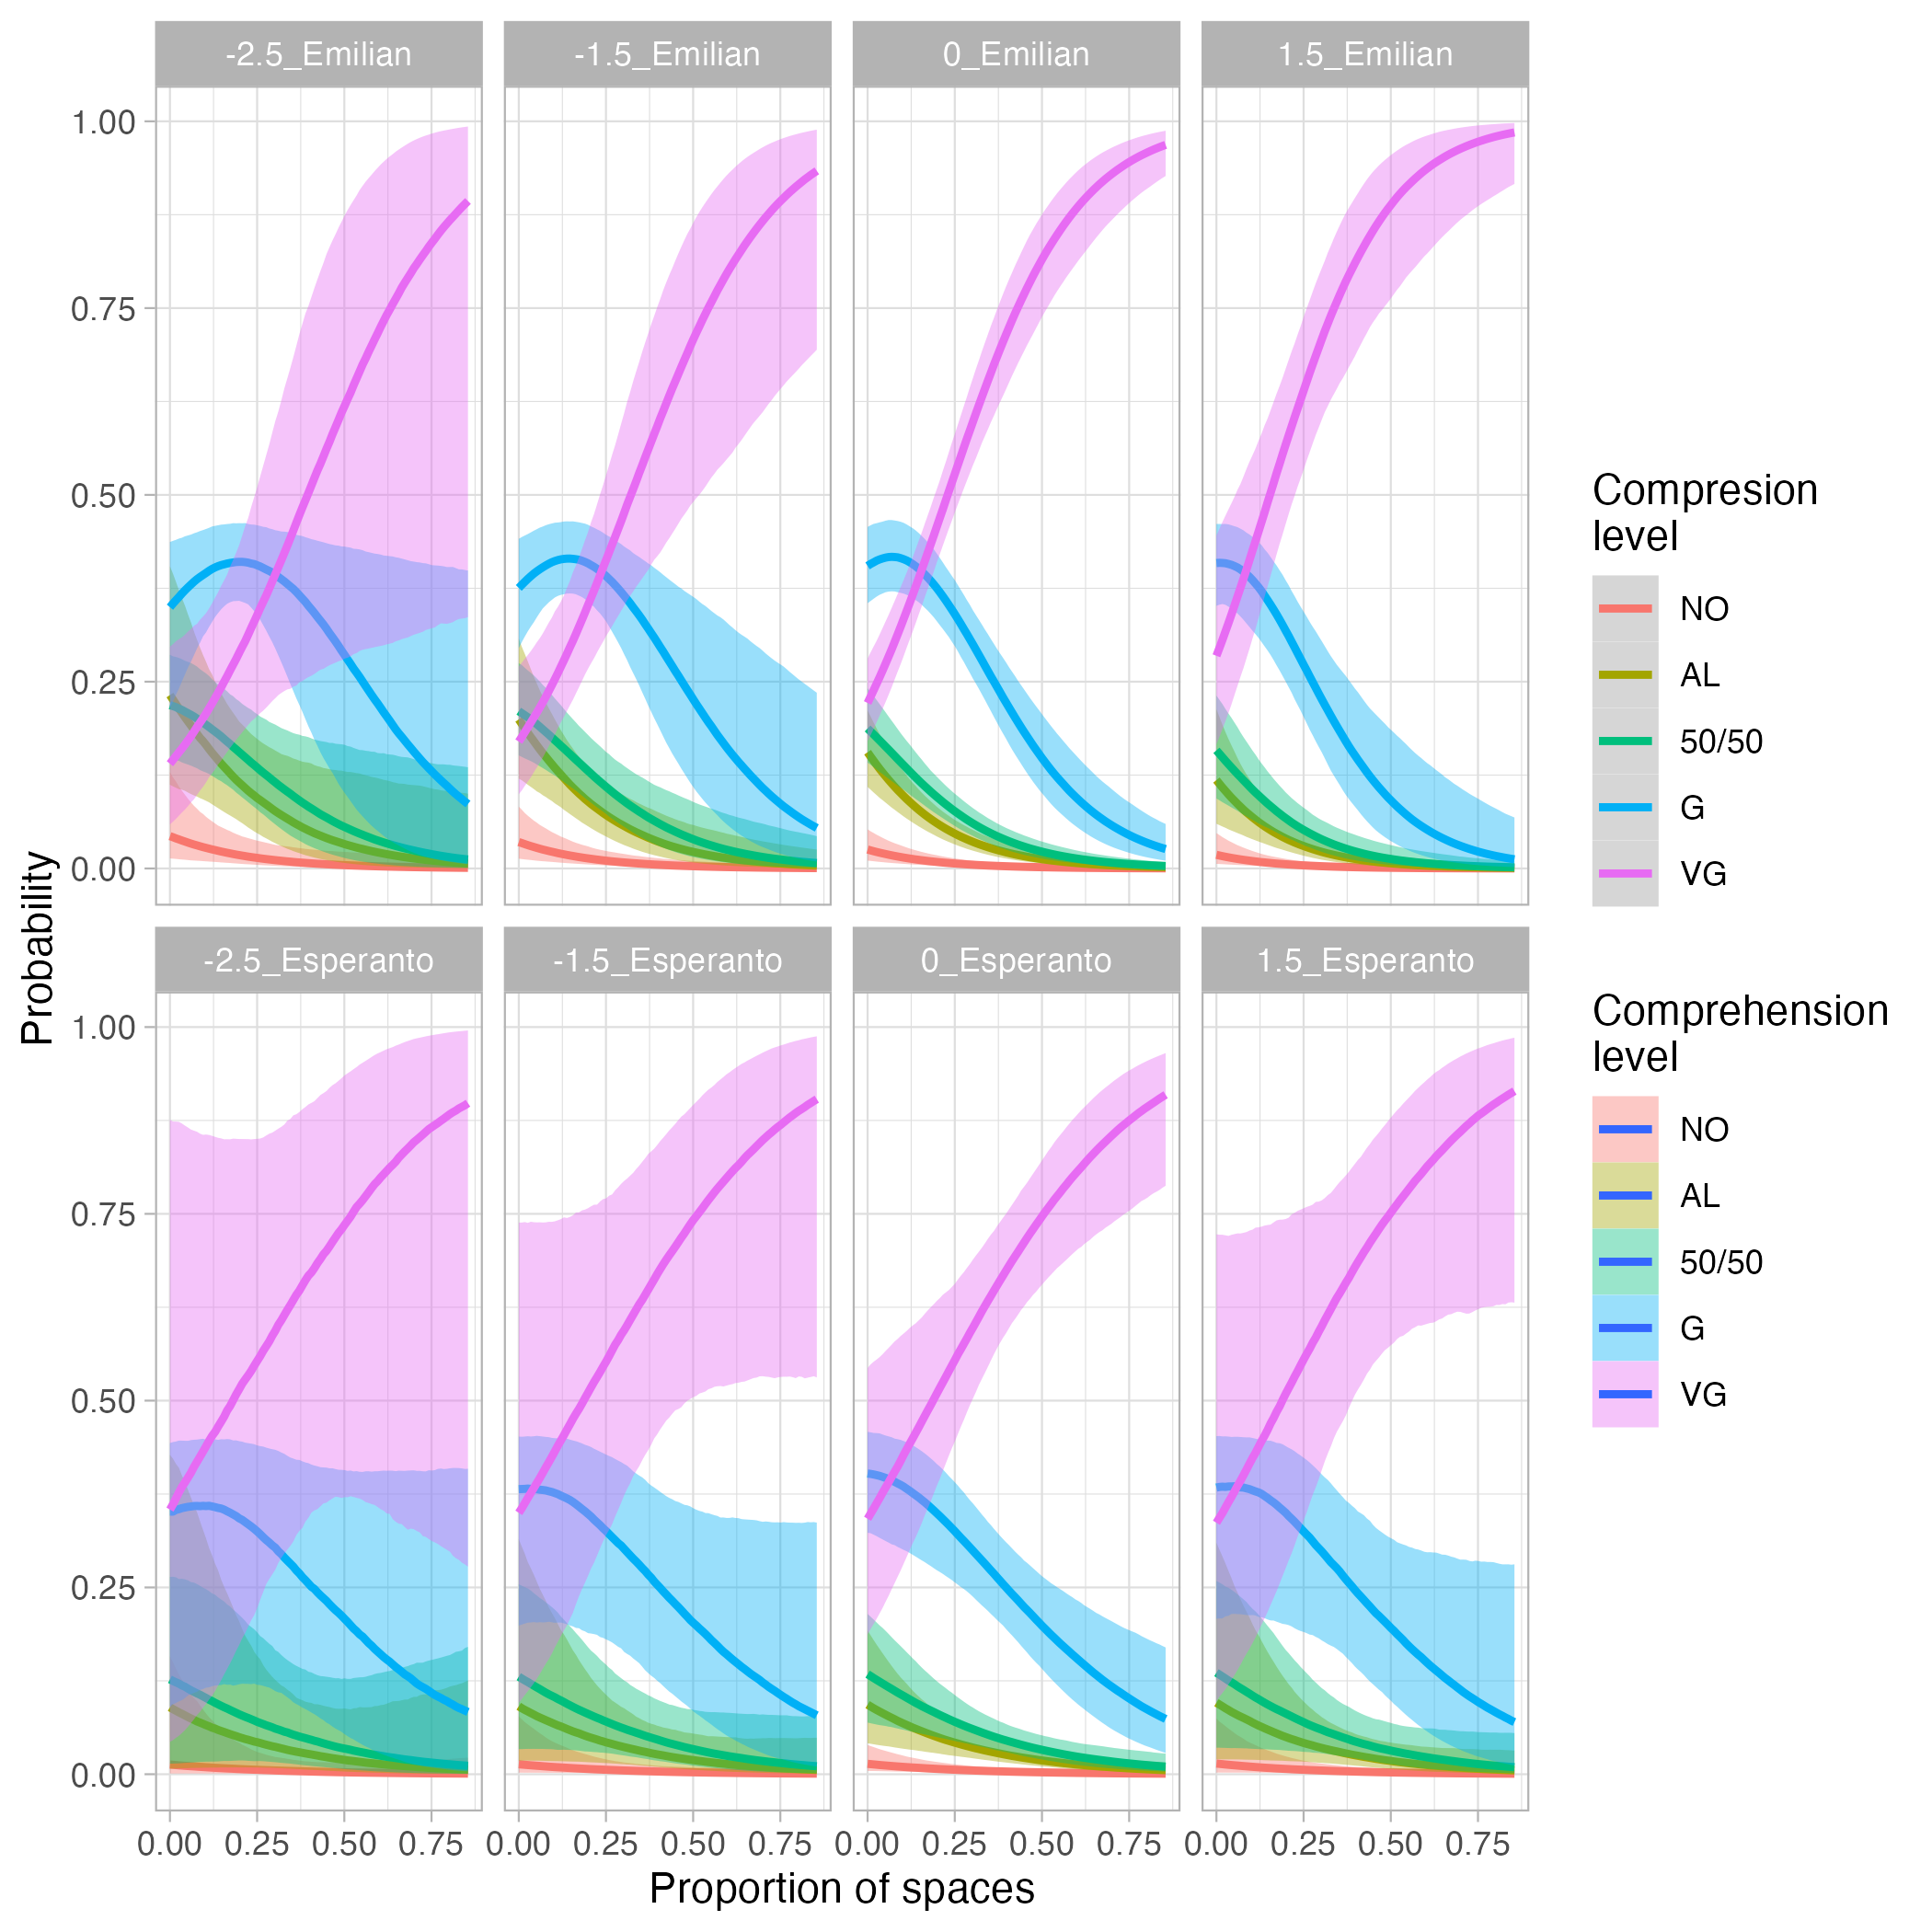 -2.5_Emilian -1.5_Emilian 0_Emilian 1.5_Emilian
1.00
0.75
0.50
0.25
0.00
-2.5_Esperanto -1.5_Esperanto 0_Esperanto 1.5_Esperanto
1.00
0.75
0.50
0.25
0.00
0.00 0.25 0.50 0.75 0.00 0.25 0.50 0.75 0.00 0.25 0.50 0.75 0.00 0.25 0.50 0.75
Proportion of spaces
Probability
Compresion
level
NO
AL
50/50
G
VG
Comprehension
level
NO
AL
50/50
G
VG